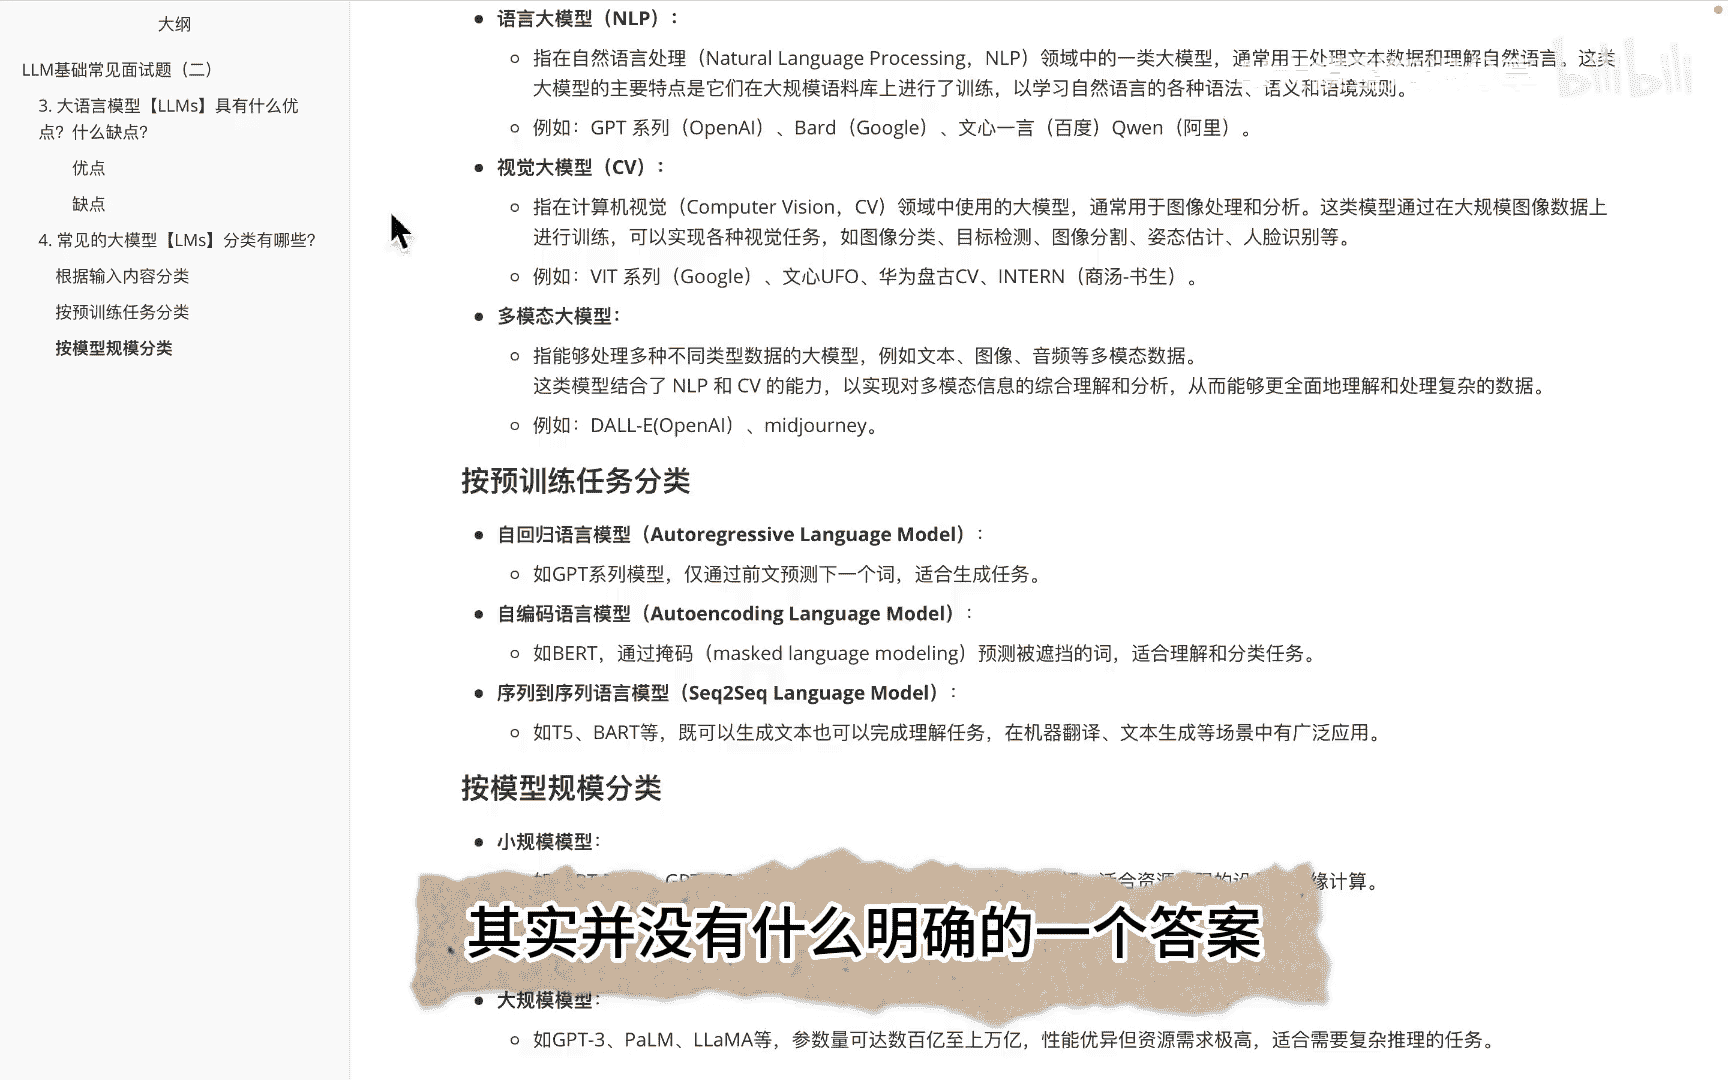 大纲
LLM基础常见面试题（二）
3. 大语言模型【LLMs】具有什么优
点？什么缺点？
优点
缺点
4. 常见的大模型【LMs】分类有哪些？
根据输入内容分类
按预训练任务分类
按模型规模分类
语言大模型（NLP）：
指在自然语言处理（Natural Language Processing，NLP）领域中的一类大模型，通常用于处理文本数据和理解自然语言。这类
大模型的主要特点是它们在大规模语料库上进行了训练，以学习自然语言的各种语法、语义和语境规则。
bilibili
例如：GPT 系列（OpenAI）、Bard（Google）、文心一言（百度）Qwen（阿里）。
视觉大模型（CV）：
指在计算机视觉（Computer Vision，CV）领域中使用的大模型，通常用于图像处理和分析。这类模型通过在大规模图像数据上
进行训练，可以实现各种视觉任务，如图像分类、目标检测、图像分割、姿态估计、人脸识别等。
例如：VIT 系列（Google）、文心UFO、华为盘古CV、INTERN（商汤-书生）。
多模态大模型：
指能够处理多种不同类型数据的大模型，例如文本、图像、音频等多模态数据。
这类模型结合了 NLP 和 CV 的能力，以实现对多模态信息的综合理解和分析，从而能够更全面地理解和处理复杂的数据。
例如：DALL-E(OpenAI）、midjourney。
按预训练任务分类
自回归语言模型（Autoregressive Language Model）：
如GPT系列模型，仅通过前文预测下一个词，适合生成任务。
自编码语言模型（Autoencoding Language Model）：
如BERT，通过掩码（masked language modeling）预测被遮挡的词，适合理解和分类任务。
序列到序列语言模型（Seq2Seq Language Model）：
如T5、BART等，既可以生成文本也可以完成理解任务，在机器翻译、文本生成等场景中有广泛应用。
按模型规模分类
小规模模型：
缘计算。
其实并没有什么明确的一个答案
大规模模型：
如GPT-3、PaLM、LLaMA等，参数量可达数百亿至上万亿，性能优异但资源需求极高，适合需要复杂推理的任务。